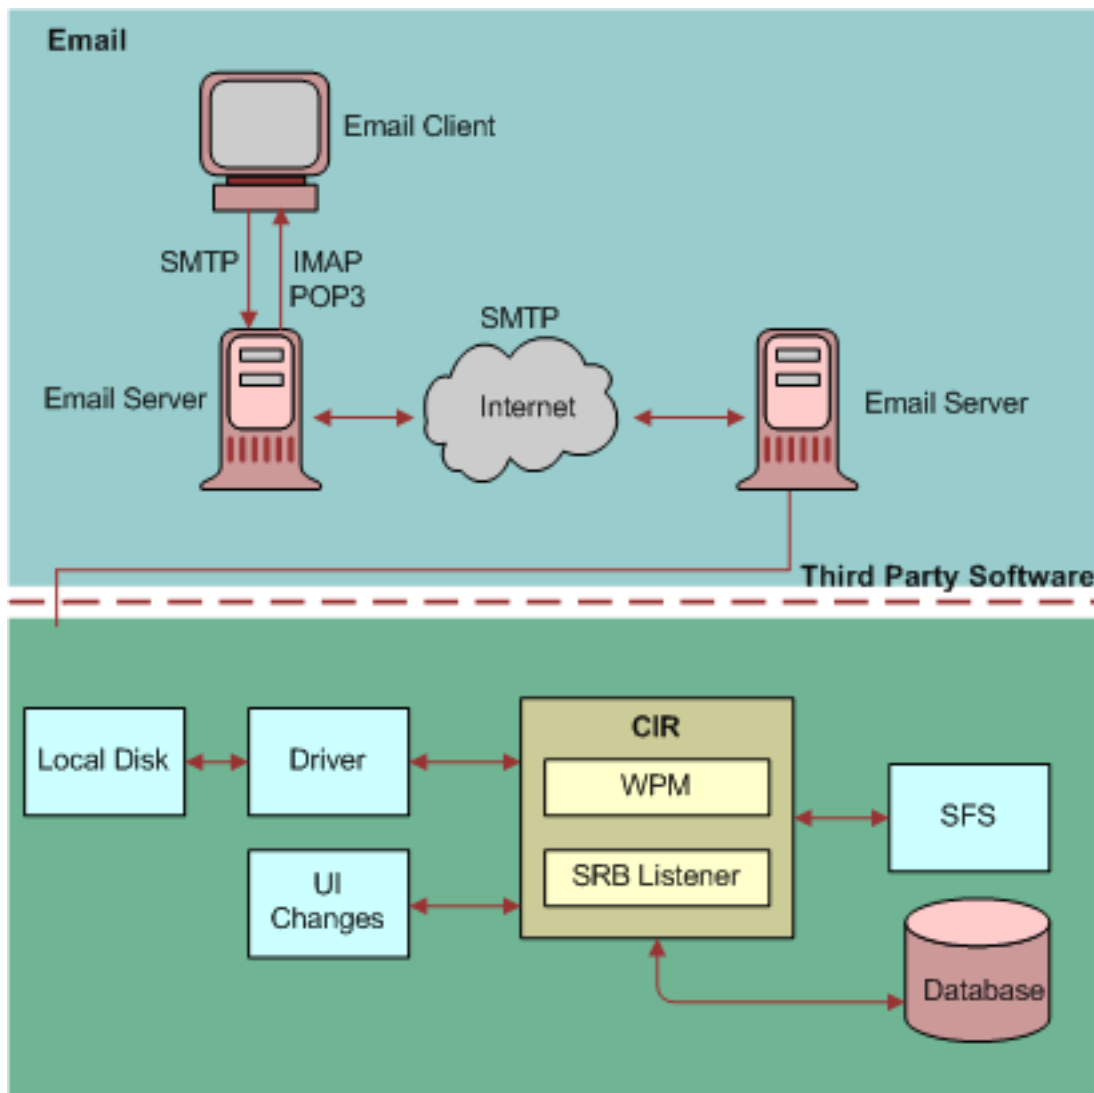 Email
Email Client
SMTP
IMAP
POP3
SMTP
Email Server
Internet
Email Server
Third Party Software
CIR
Local Disk
Driver
WPM
SFS
UI
Changes
SRB Listener
Database